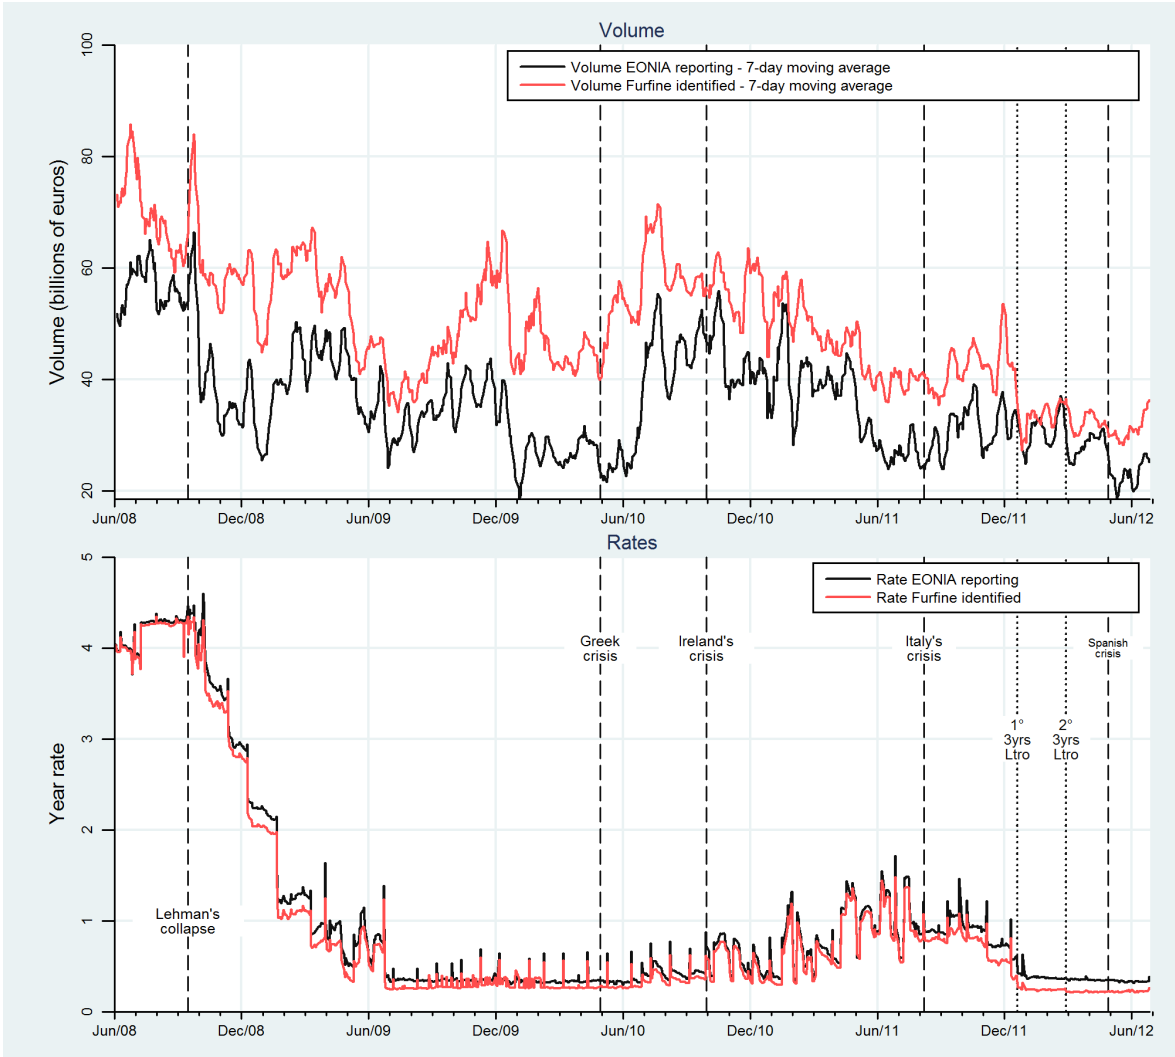 Volume
Volume EONIA reporting - 7-day moving average
Volume Furfine identified - 7-day moving average
Volume (billions of euros)
100
80
60
40
20
Jun/08 Dec/08 Jun/09 Dec/09 Jun/10 Dec/10 Jun/11 Dec/11 Jun/12
Rates
Rate EONIA reporting
Rate Furfine identified
Year rate
5
4
3
2
1
0
Lehman's
collapse
Greek
crisis
Ireland's
crisis
Italy's
crisis
1°
3yrs
Ltro
2°
3yrs
Ltro
Spanish
crisis
Jun/08 Dec/08 Jun/09 Dec/09 Jun/10 Dec/10 Jun/11 Dec/11 Jun/12